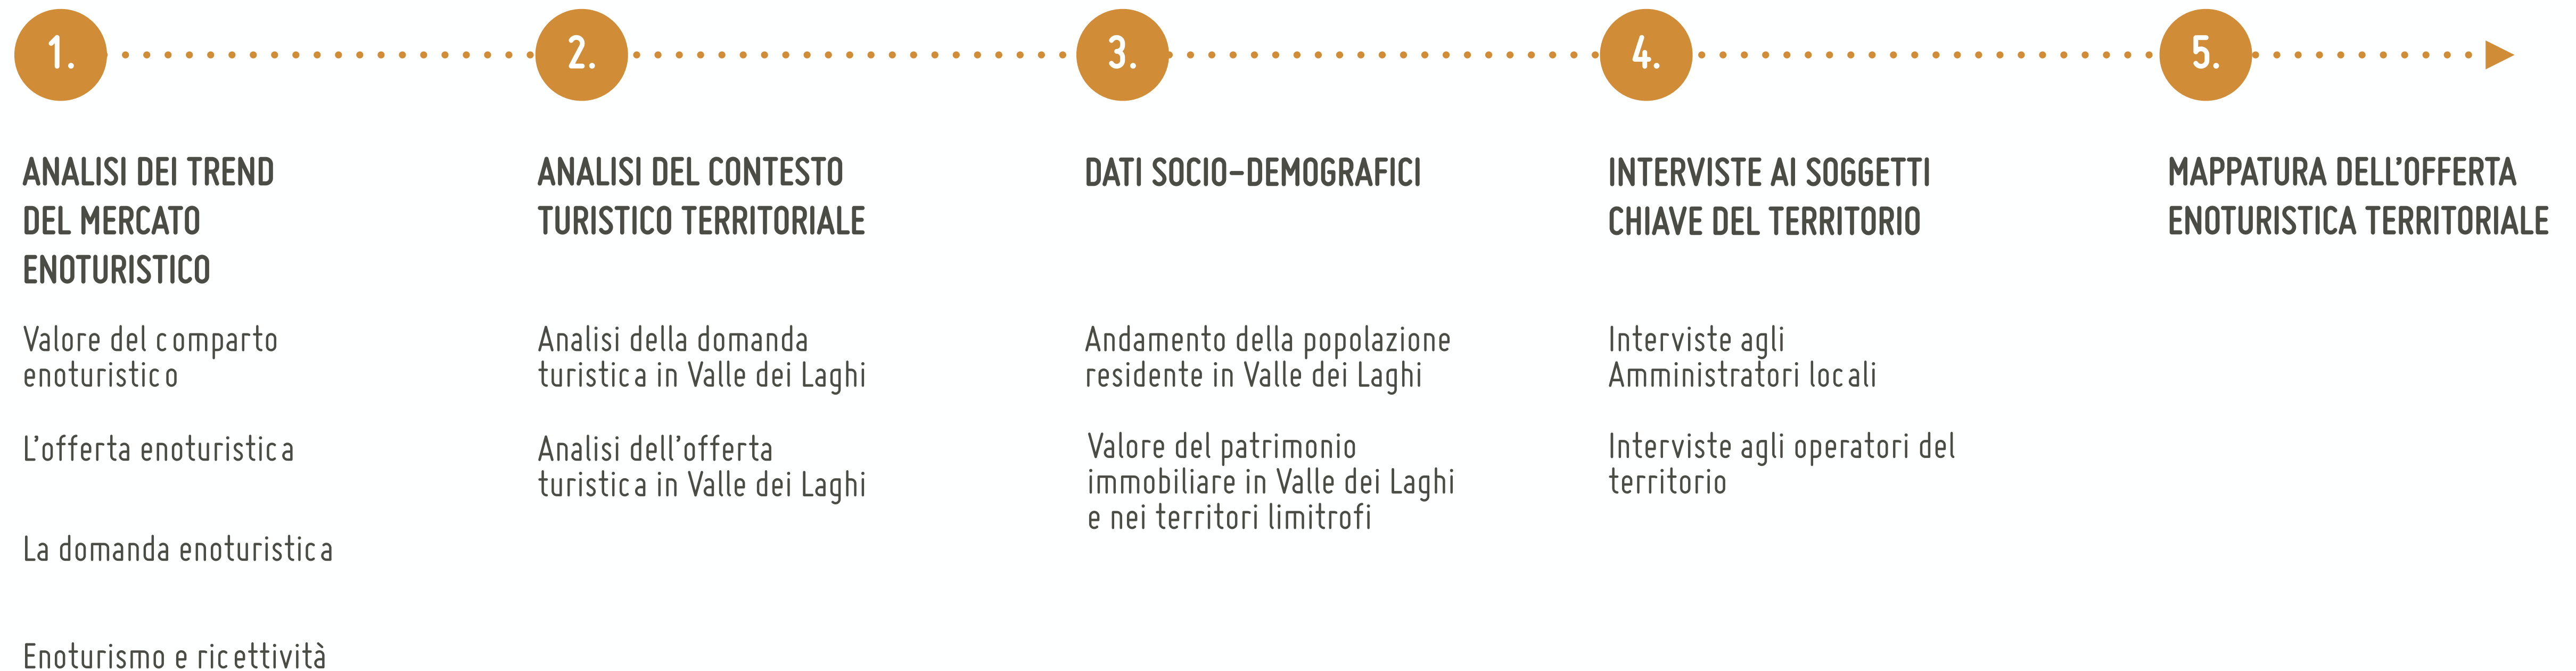 1.
ANALISI DEI TREND
DEL MERCATO
ENOTURISTICO
Valore del comparto
enoturistico
L’offerta enoturistica
La domanda enoturistica
Enoturismo e ricettività
2.
ANALISI DEL CONTESTO
TURISTICO TERRITORIALE
Analisi della domanda
turistica in Valle dei Laghi
Analisi dell’offerta
turistica in Valle dei Laghi
3.
DATI SOCIO-DEMOGRAFICI
Andamento della popolazione
residente in Valle dei Laghi
Valore del patrimonio
immobiliare in Valle dei Laghi
e nei territori limitrofi
4.
INTERVISTE AI SOGGETTI
CHIAVE DEL TERRITORIO
Interviste agli
Amministratori locali
Interviste agli operatori del
territorio
5.
MAPPATURA DELL’OFFERTA
ENOTURISTICA TERRITORIALE